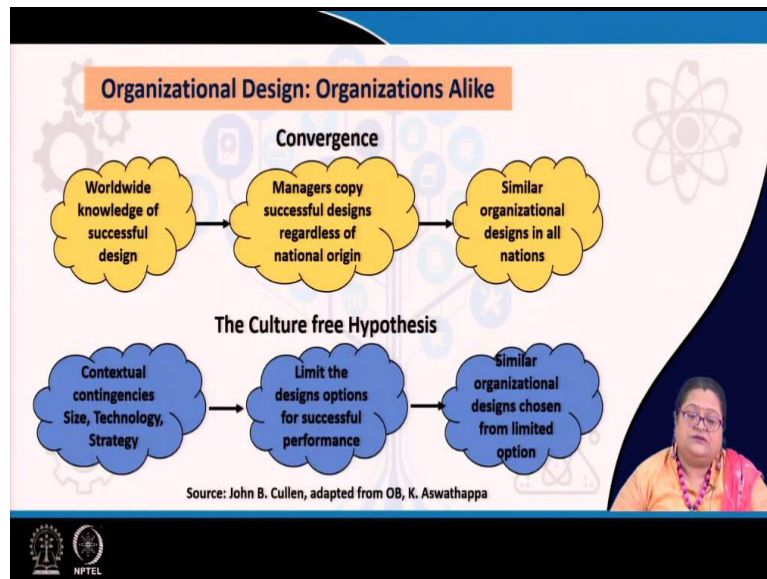 Organizational Design: Organizations Alike
Convergence
Worldwide
knowledge of
successful
design
Managers copy
successful designs
regardless of
national origin
Similar
organizational
designs in all
nations
The Culture free Hypothesis
Contextual
contingencies
Size, Technology,
Strategy
Limit the
designs options
for successful
performance
Similar
organizational
designs chosen
from limited
option
Source: John B. Cullen, adapted from OB, K. Aswathappa
NPTEL